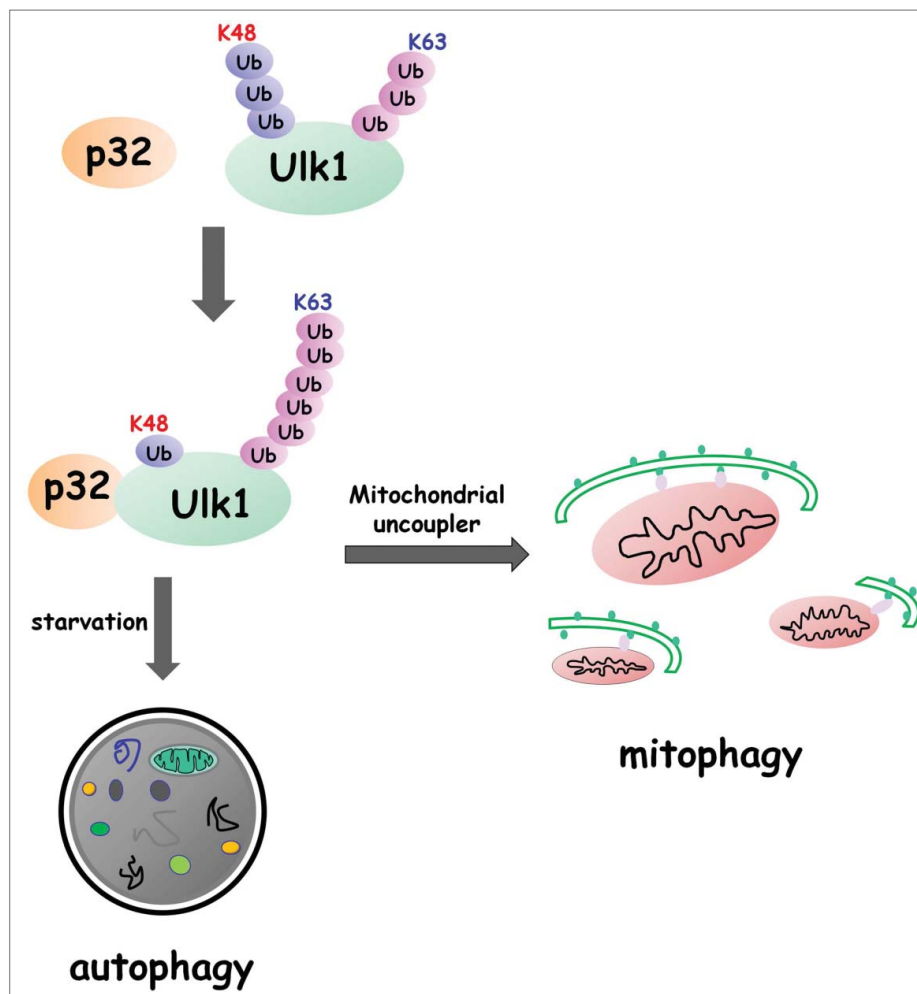 K48
K63
Ub
Ub
Ub
Ub
Ub
Ub
p32
Ulk1
K63
Ub
Ub
Ub
Ub
Ub
Ub
K48
Ub
p32
Ulk1
Mitochondrial
uncoupler
starvation
mitophagy
autophagy